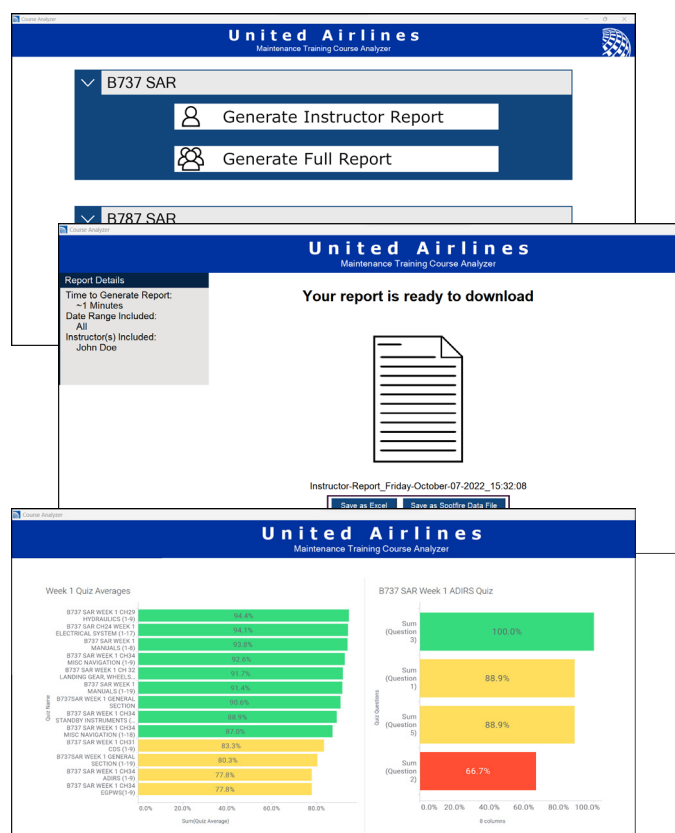 Course Analyzer
United Airlines
Maintenance Training Course Analyzer
B737 SAR
Generate Instructor Report
Generate Full Report
B787 SAR
Course Analyzer
United Airlines
Maintenance Training Course Analyzer
Report Details
Time to Generate Report:
~1 Minutes
Date Range Included:
All
Instructor(s) Included:
John Doe
Your report is ready to download
Instructor-Report_Friday-October-07-2022_15:32:08
Save as Excel
Save as Spotfire Data File
Course Analyzer
United Airlines
Maintenance Training Course Analyzer
Week 1 Quiz Averages
Quiz Name
B737 SAR WEEK 1 CH29
HYDRAULICS (1-9)
94.4%
B737 SAR CH24 WEEK 1
ELECTRICAL SYSTEM (1-17)
94.1%
B737 SAR WEEK 1
MANUALS (1-8)
93.8%
B737 SAR WEEK 1 CH34
MISC NAVIGATION (1-9)
92.6%
B737 SAR WEEK 1 CH 32
LANDING GEAR, WHEELS...
91.7%
B737 SAR WEEK 1
MANUALS (1-19)
91.4%
B737SAR WEEK 1 GENERAL
SECTION
90.6%
B737 SAR WEEK 1 CH34
STANDBY INSTRUMENTS (...
88.9%
B737 SAR WEEK 1 CH34
MISC NAVIGATION (1-18)
87.0%
B737 SAR WEEK 1 CH31
CDS (1-9)
83.3%
B737SAR WEEK 1 GENERAL
SECTION (1-19)
80.3%
B737 SAR WEEK 1 CH34
ADIRS (1-9)
77.8%
B737 SAR WEEK 1 CH34
EGPWS(1-9)
77.8%
0.0% 20.0% 40.0% 60.0% 80.0%
Sum(Quiz Average)
B737 SAR Week 1 ADIRS Quiz
Quiz Questions
Sum
(Question
3)
100.0%
Sum
(Question
1)
88.9%
Sum
(Question
5)
88.9%
Sum
(Question
2)
66.7%
0.0% 20.0% 40.0% 60.0% 80.0% 100.0%
6 columns